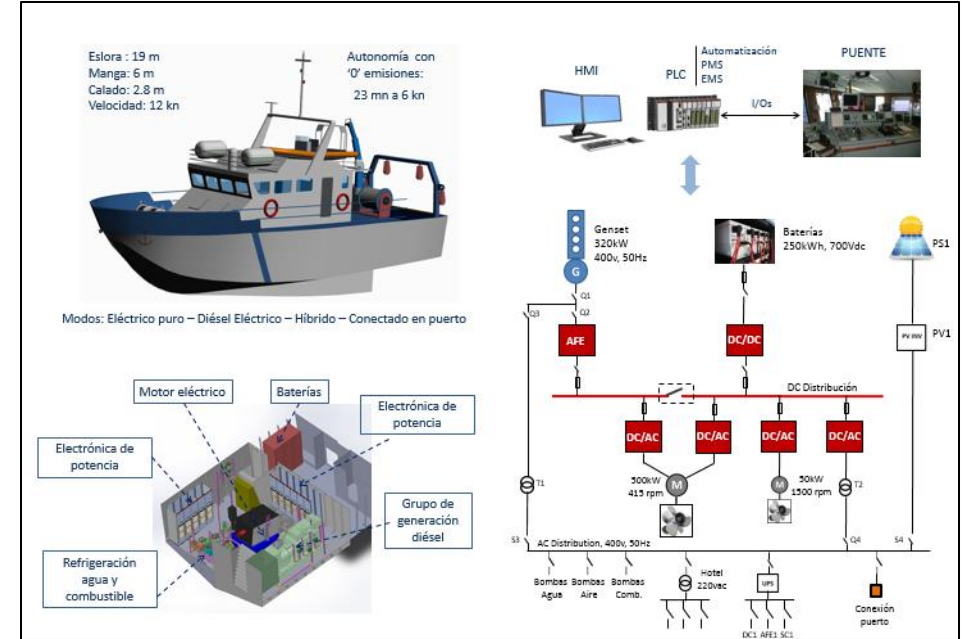 Eslora : 19 m
Manga: 6 m
Calado: 2.8 m
Velocidad: 12 kn
Autonomía con
'0' emisiones:
23 mn a 6 kn
Modos: Eléctrico puro – Diésel Eléctrico – Híbrido – Conectado en puerto
HMI
PLC
Automatización
PMS
EMS
I/Os
PUENTE
Genset
320kW
400v, 50Hz
G
Baterías
250kWh, 700Vdc
PS1
Q1
Q2
Q3
AFE
DC/DC
PV INV
PV1
DC Distribución
DC/AC
DC/AC
DC/AC
DC/AC
300kW
415 rpm
M
M
50kW
1500 rpm
T1
T2
S3
AC Distribution, 400v, 50Hz
Q4
S4
Bombas
Agua
Bombas
Aire
Bombas
Comb.
Hotel
220vac
UPS
DC1 AFE1 SC1
Conexión
puerto
Motor eléctrico
Baterías
Electrónica de
potencia
Electrónica de
potencia
Grupo de
generación
diésel
Refrigeración
agua y
combustible